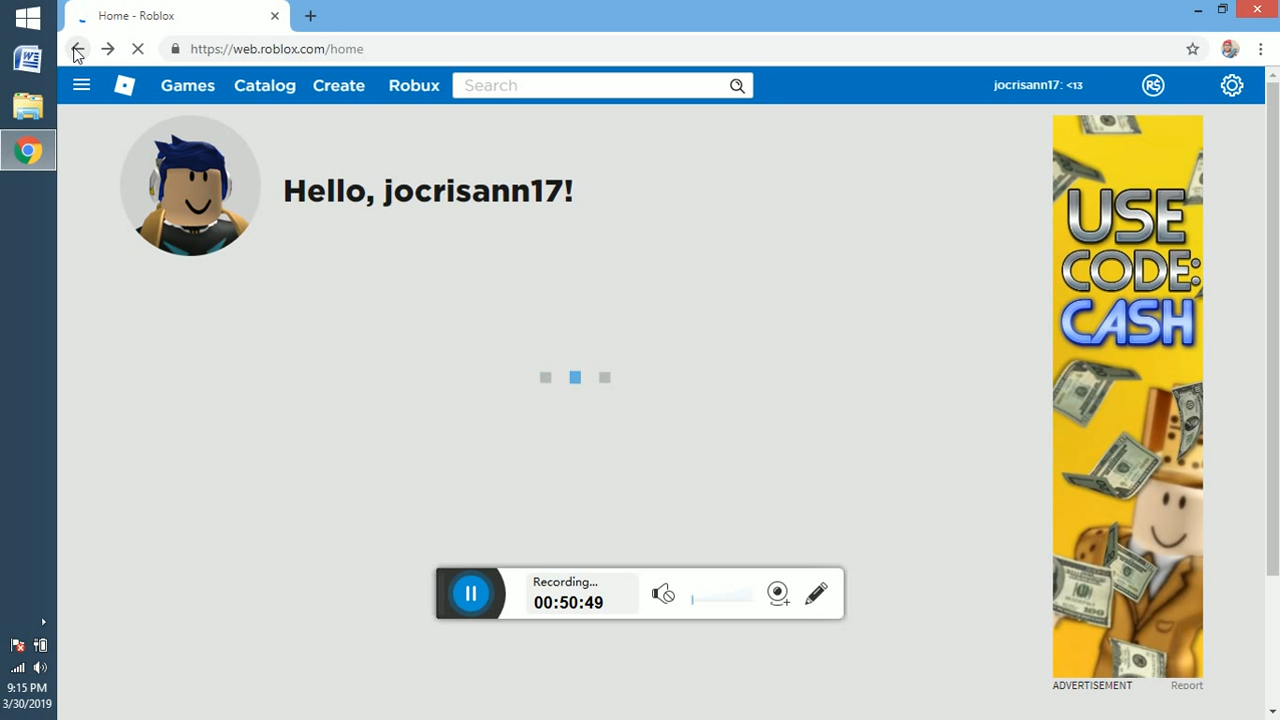 Home - Roblox
https://web.roblox.com/home
Games Catalog Create Robux Search jocrisann17: <13 R$
Hello, jocrisann17!
USE
CODE:
CASH
Recording...
00:50:49
ADVERTISEMENT Report
9:15 PM
3/30/2019